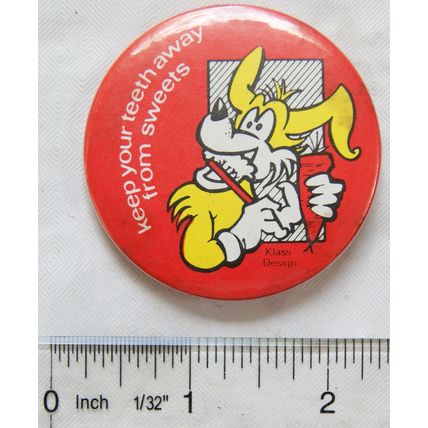 keep your teeth away
from sweets
Klass
Design
0 Inch 1/32" 1 2